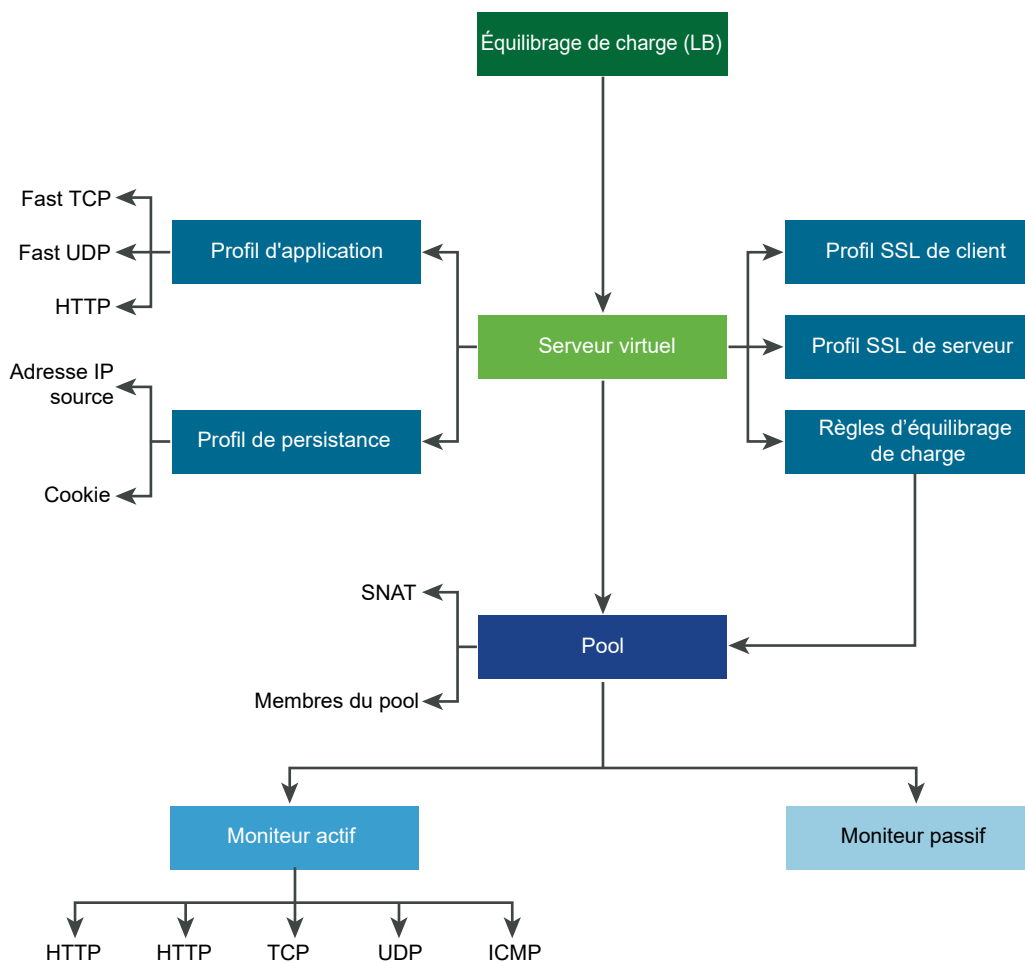 Équilibrage de charge (LB)
Fast TCP
Fast UDP
HTTP
Profil d'application
Profil SSL de client
Serveur virtuel
Profil SSL de serveur
Adresse IP
source
Cookie
Profil de persistance
Règles d’équilibrage
de charge
SNAT
Pool
Membres du pool
Moniteur actif
Moniteur passif
HTTP
HTTP
TCP
UDP
ICMP